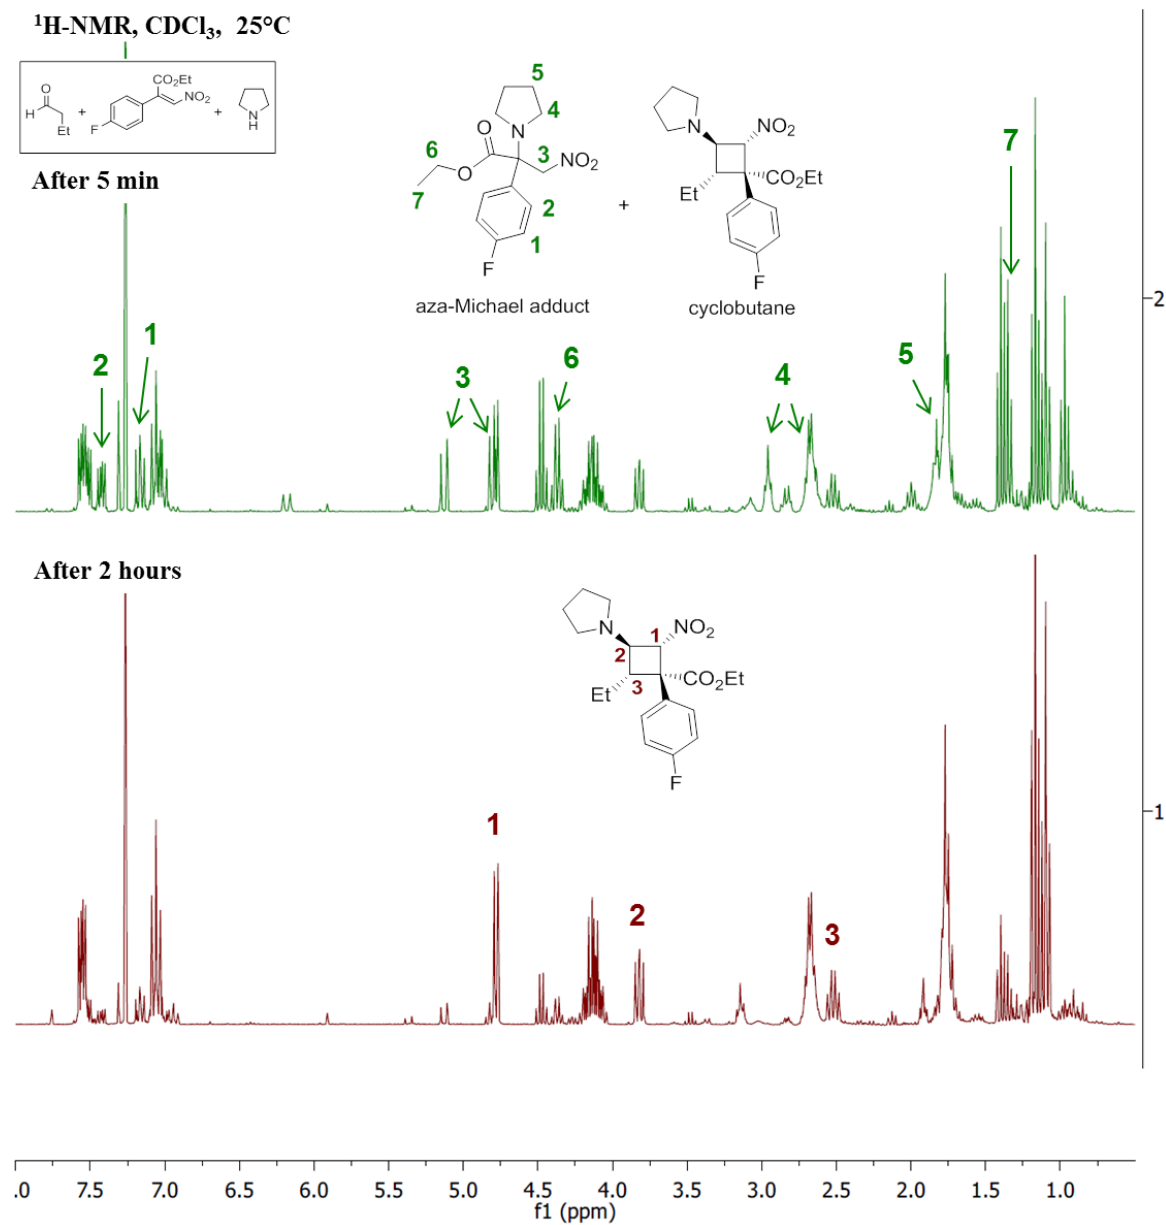 ¹H-NMR, CDCl₃, 25°C
O
H
Et
+
CO₂Et
NO₂
F
+
N
H
After 5 min
5
4
N
O
6
O
3
NO₂
7
2
1
F
aza-Michael adduct
+
N
NO₂
Et
CO₂Et
F
cyclobutane
7
2
2
1
3
6
4
5
After 2 hours
N
1
NO₂
2
Et
3
CO₂Et
F
1
1
2
3
.0 7.5 7.0 6.5 6.0 5.5 5.0 4.5 4.0 3.5 3.0 2.5 2.0 1.5 1.0
f1 (ppm)